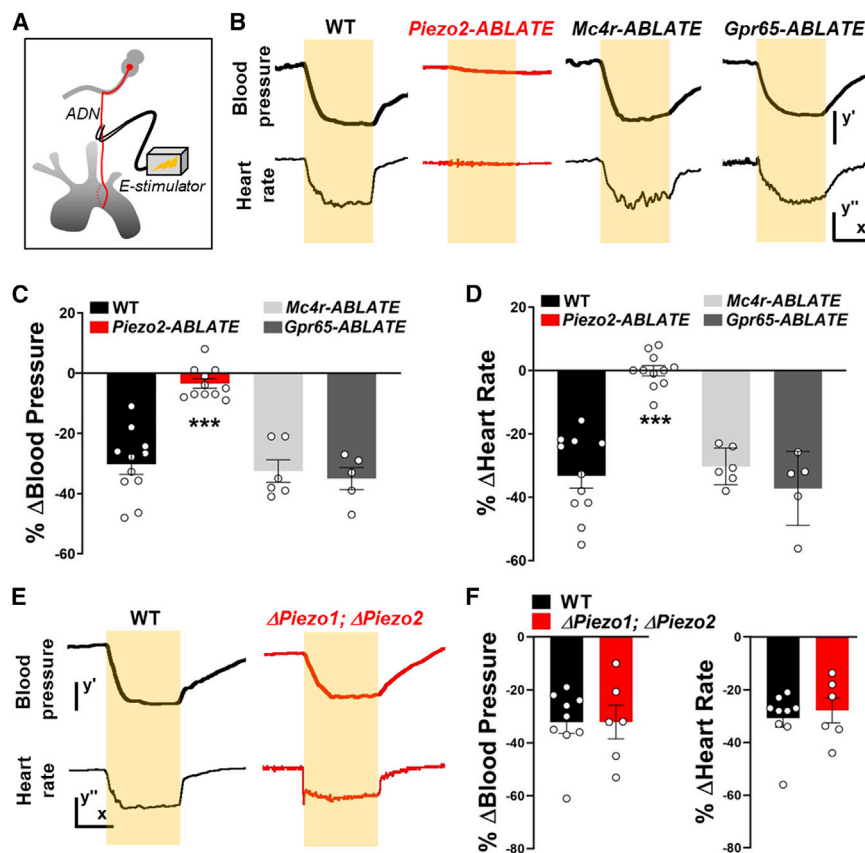 A
ADN
E-stimulator
B
WT
Piezo2-ABLATE
Mc4r-ABLATE
Gpr65-ABLATE
Blood pressure
Heart rate
y'
y''
x
C
WT
Mc4r-ABLATE
Piezo2-ABLATE
Gpr65-ABLATE
% ΔBlood Pressure
20
0
-20
-40
-60
***
D
WT
Mc4r-ABLATE
Piezo2-ABLATE
Gpr65-ABLATE
% ΔHeart Rate
20
0
-20
-40
-60
***
E
WT
ΔPiezo1; ΔPiezo2
Blood pressure
y'
Heart rate
y''
x
F
WT
ΔPiezo1; ΔPiezo2
% ΔBlood Pressure
0
-20
-40
-60
-80
% ΔHeart Rate
0
-20
-40
-60
-80